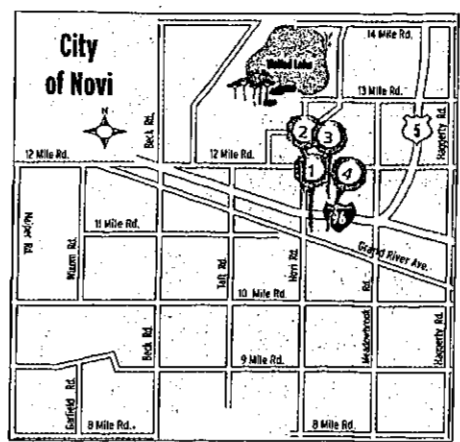 City
of Novi
N
14 Mile Rd.
Walled Lake
13 Mile Rd.
Beck Rd.
Haggerty Rd.
5
2
3
12 Mile Rd.
12 Mile Rd.
1
4
96
Napier Rd.
Wixom Rd.
11 Mile Rd.
Taft Rd.
Novi Rd.
Grand River Ave.
10 Mile Rd.
Meadowbrook Rd.
Haggerty Rd.
Beck Rd.
9 Mile Rd.
Garfield Rd.
8 Mile Rd.
8 Mile Rd.